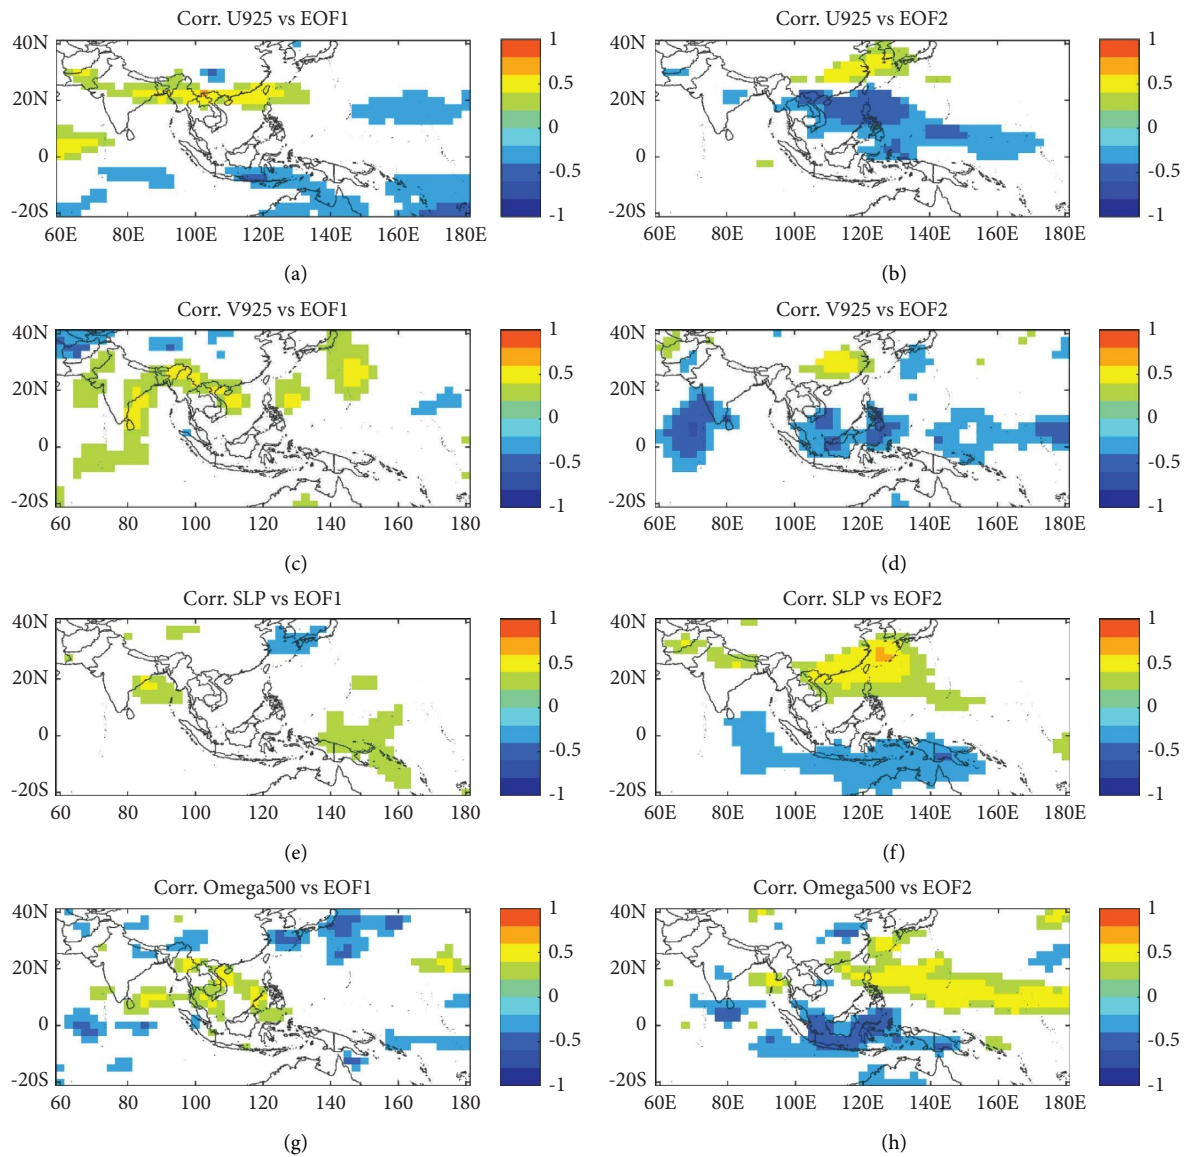 Corr. U925 vs EOF1
40N
20N
0
-20S
60E 80E 100E 120E 140E 160E 180E
1
0.5
0
-0.5
-1
(a)
Corr. U925 vs EOF2
40N
20N
0
-20S
60E 80E 100E 120E 140E 160E 180E
1
0.5
0
-0.5
-1
(b)
Corr. V925 vs EOF1
40N
20N
0
-20S
60 80 100 120 140 160 180
1
0.5
0
-0.5
-1
(c)
Corr. V925 vs EOF2
40N
20N
0
-20S
60E 80E 100E 120E 140E 160E 180E
1
0.5
0
-0.5
-1
(d)
Corr. SLP vs EOF1
40N
20N
0
-20S
60 80 100 120 140 160 180
1
0.5
0
-0.5
-1
(e)
Corr. SLP vs EOF2
40N
20N
0
-20S
60E 80E 100E 120E 140E 160E 180E
1
0.5
0
-0.5
-1
(f)
Corr. Omega500 vs EOF1
40N
20N
0
-20S
60 80 100 120 140 160 180
1
0.5
0
-0.5
-1
(g)
Corr. Omega500 vs EOF2
40N
20N
0
-20S
60E 80E 100E 120E 140E 160E 180E
1
0.5
0
-0.5
-1
(h)